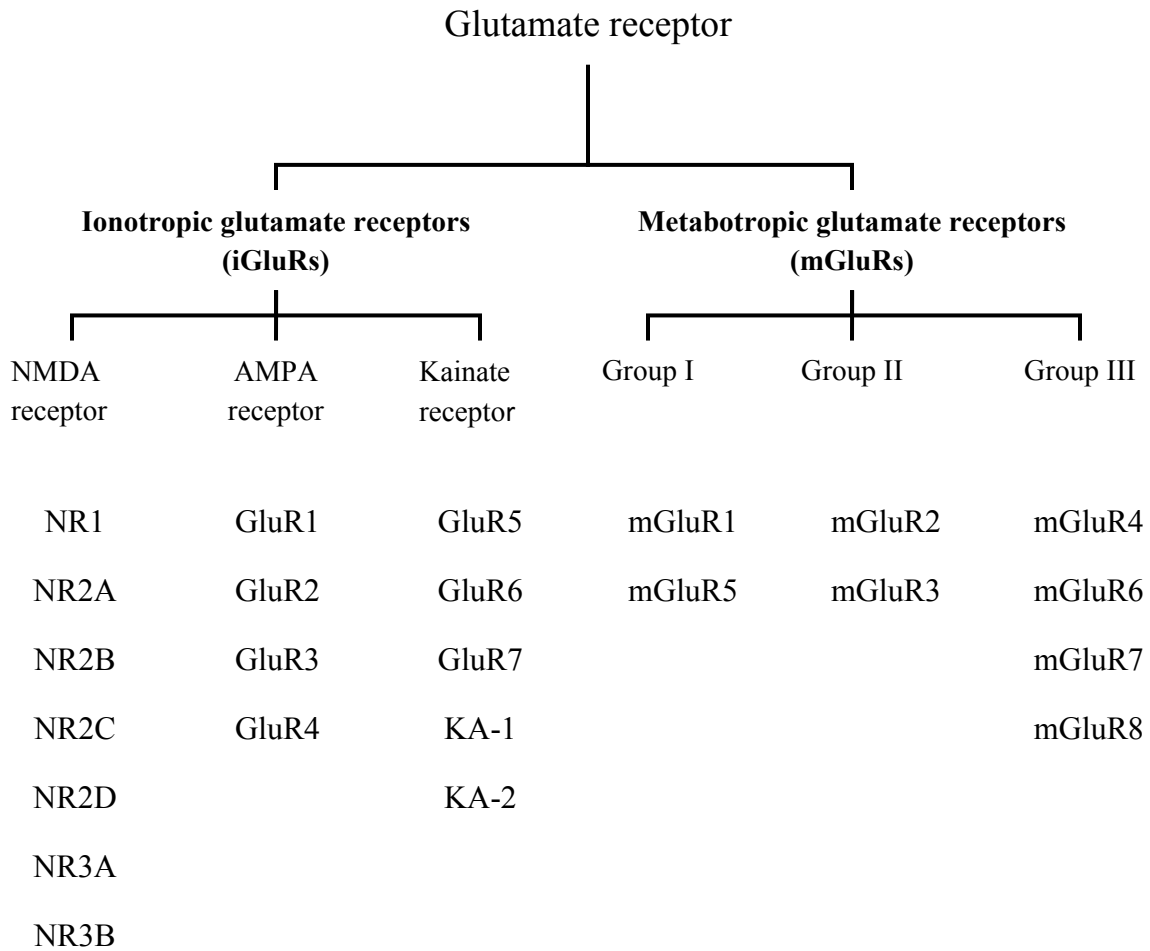 Glutamate receptor
Ionotropic glutamate receptors
(iGluRs)
Metabotropic glutamate receptors
(mGluRs)
NMDA
receptor
AMPA
receptor
Kainate
receptor
Group I
Group II
Group III
NR1
GluR1
GluR5
mGluR1
mGluR2
mGluR4
NR2A
GluR2
GluR6
mGluR5
mGluR3
mGluR6
NR2B
GluR3
GluR7
mGluR7
NR2C
GluR4
KA-1
mGluR8
NR2D
KA-2
NR3A
NR3B